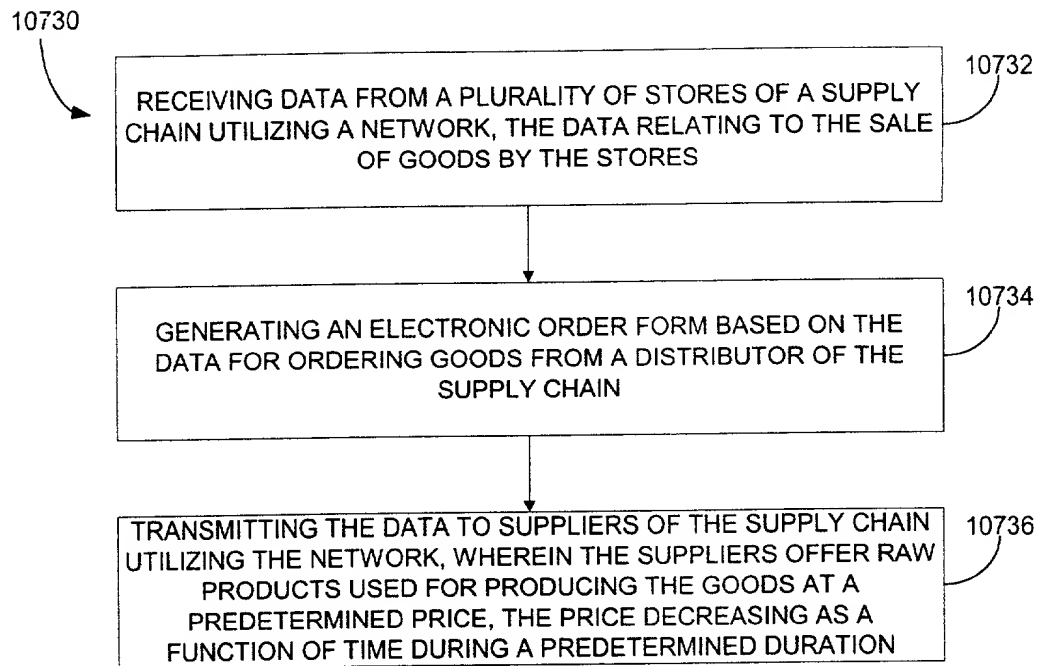 10730
10732
RECEIVING DATA FROM A PLURALITY OF STORES OF A SUPPLY
CHAIN UTILIZING A NETWORK, THE DATA RELATING TO THE SALE
OF GOODS BY THE STORES
10734
GENERATING AN ELECTRONIC ORDER FORM BASED ON THE
DATA FOR ORDERING GOODS FROM A DISTRIBUTOR OF THE
SUPPLY CHAIN
10736
TRANSMITTING THE DATA TO SUPPLIERS OF THE SUPPLY CHAIN
UTILIZING THE NETWORK, WHEREIN THE SUPPLIERS OFFER RAW
PRODUCTS USED FOR PRODUCING THE GOODS AT A
PREDETERMINED PRICE, THE PRICE DECREASING AS A
FUNCTION OF TIME DURING A PREDETERMINED DURATION